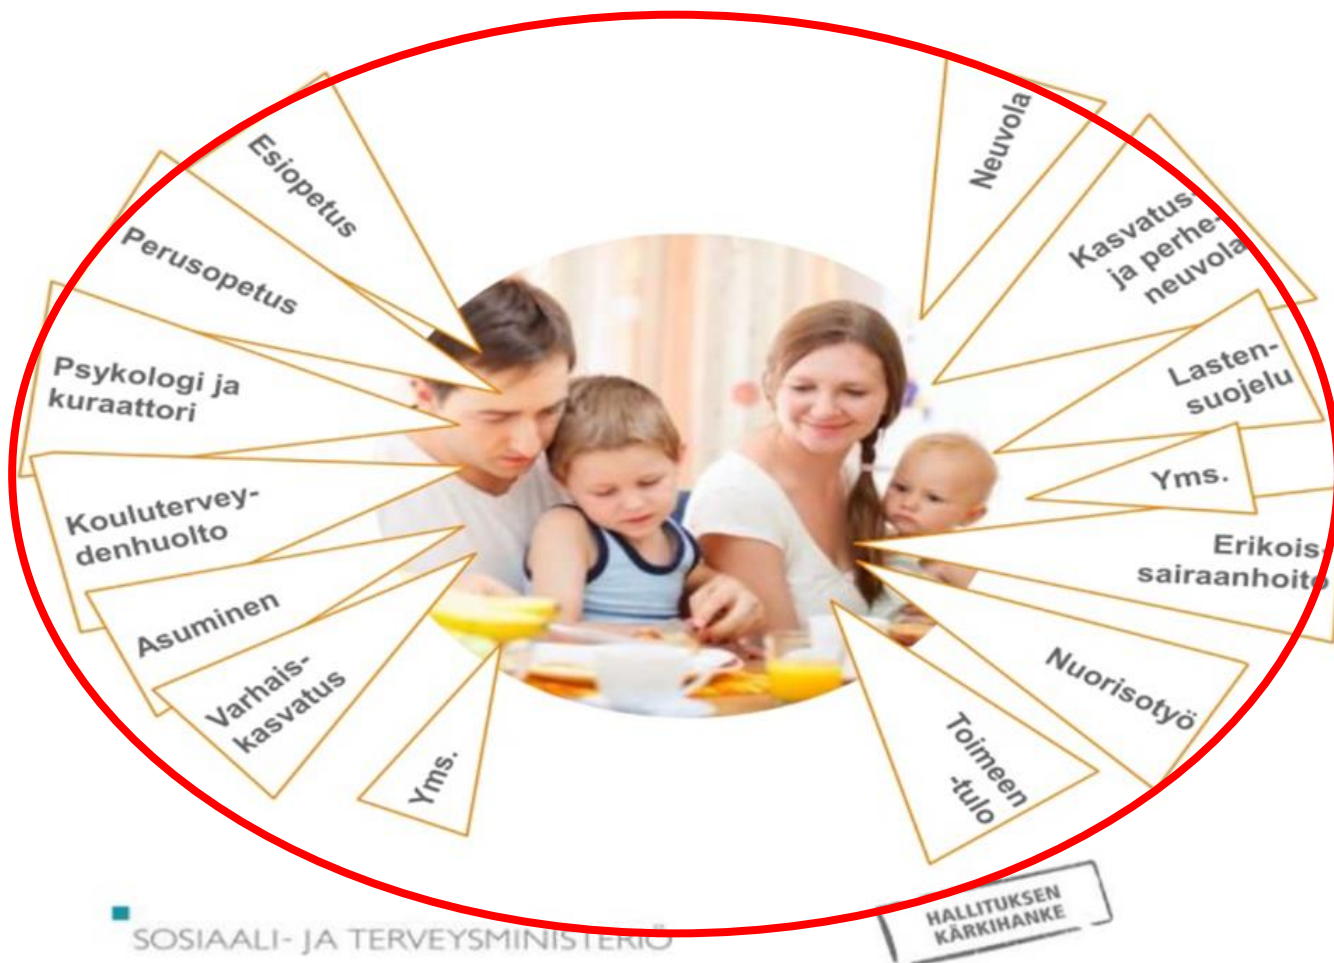 Esiopetus
Perusopetus
Psykologi ja
kuraattori
Koulutervey-
denhuolto
Asuminen
Varhais-
kasvatus
Yms.
Neuvola
Kasvatus-
ja perhe-
neuvola
Lasten-
suojelu
Yms.
Erikois-
sairaanhoito
Nuorisotyö
Toimeen
-tulo
SOSIAALI- JA TERVEYSMINISTERIÖ
HALLITUKSEN
KÄRKIHANKE